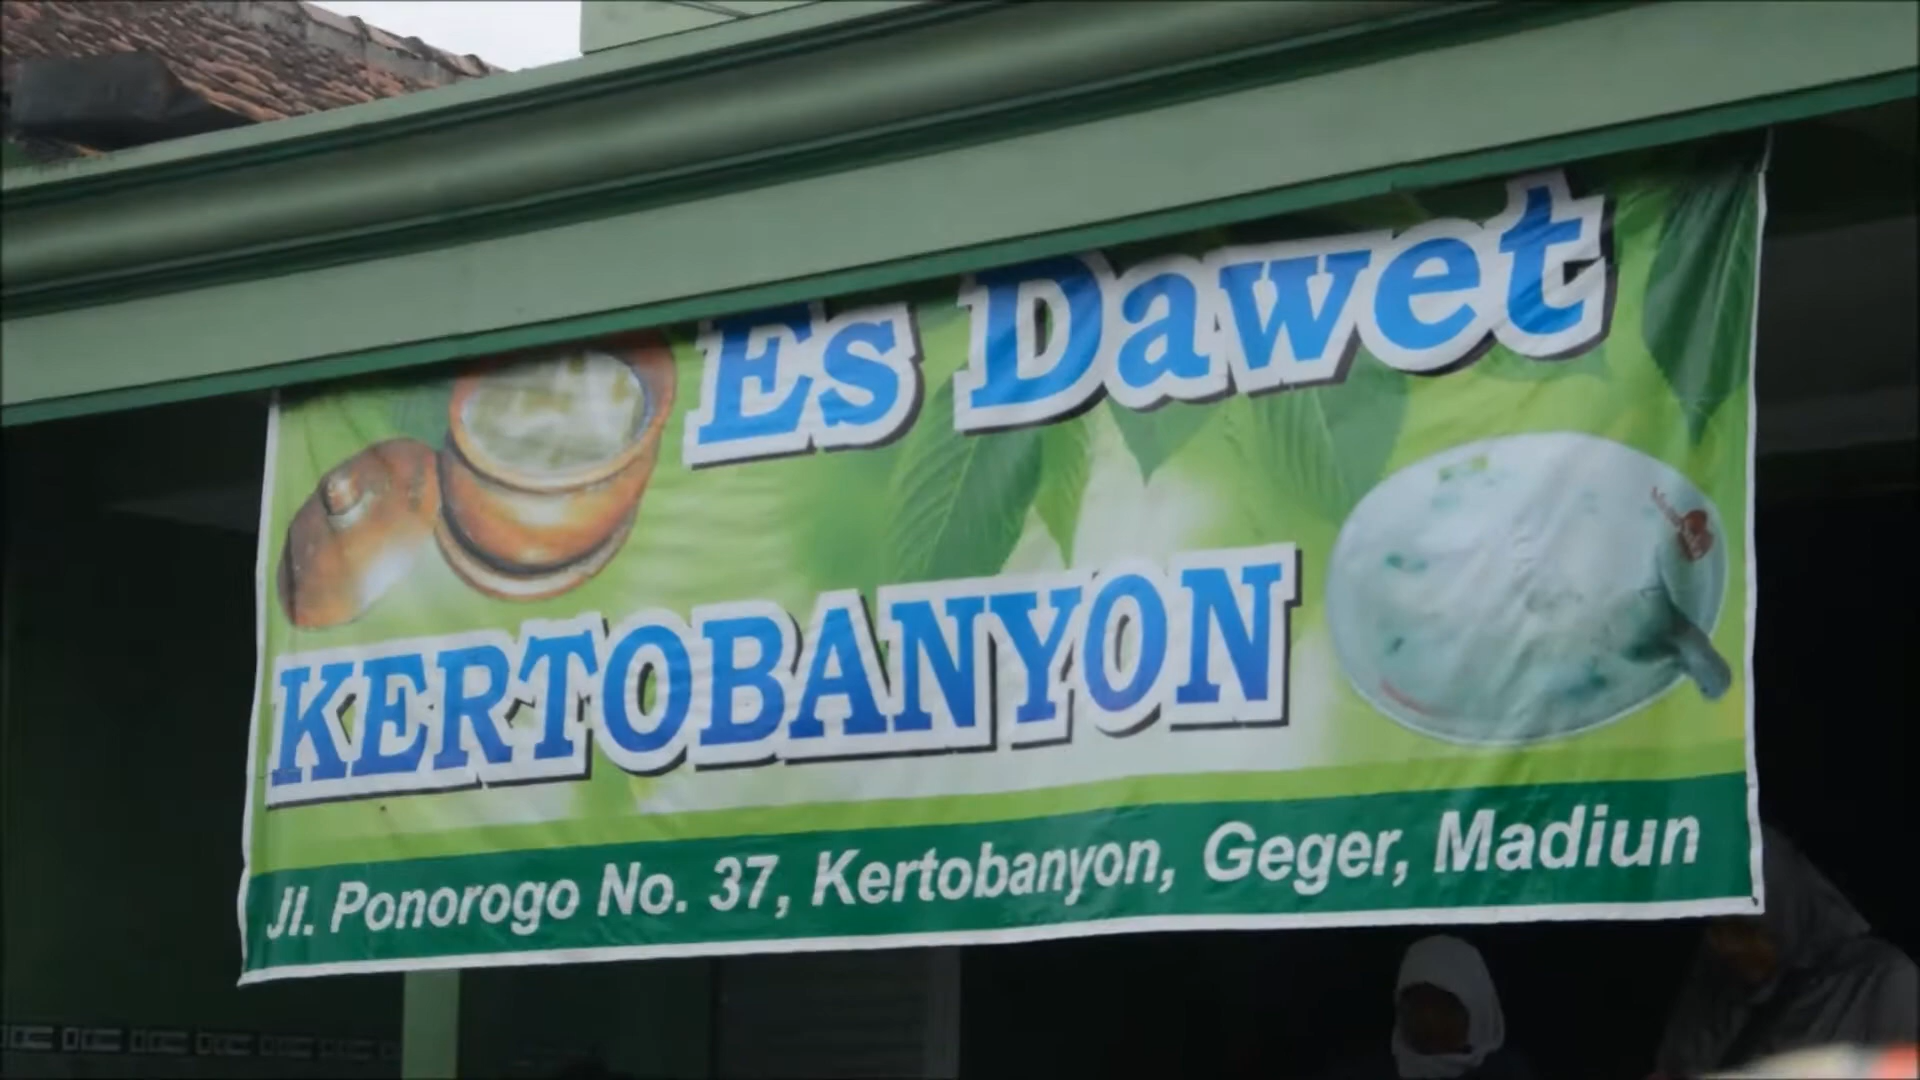 Es Dawet
KERTOBANYON
Jl. Ponorogo No. 37, Kertobanyon, Geger, Madiun